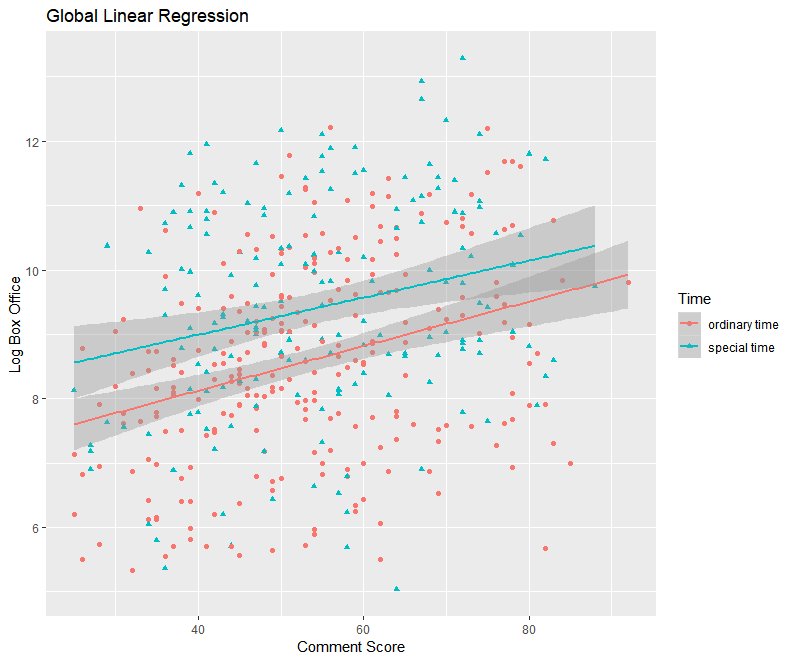 Global Linear Regression
Log Box Office
12
10
8
6
40
60
80
Comment Score
Time
ordinary time
special time